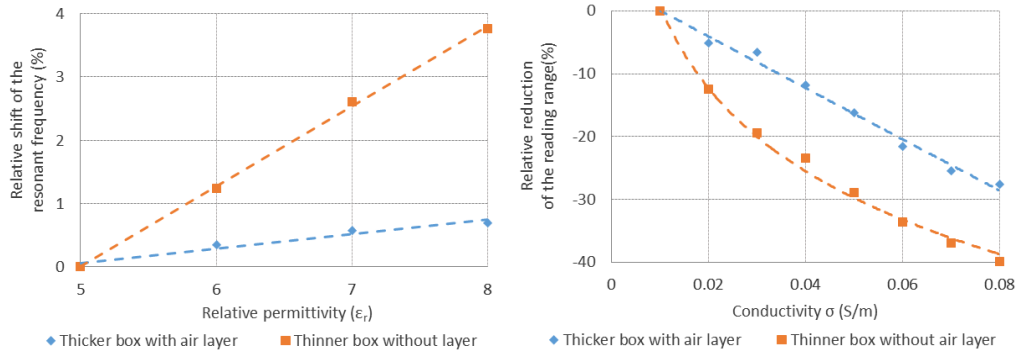 Relative shift of the
resonant frequency (%)
4
3
2
1
0
5
6
7
8
Relative permittivity (εr)
Thicker box with air layer
Thinner box without layer
Relative reduction
of the reading range(%)
0
-10
-20
-30
-40
0
0.02
0.04
0.06
0.08
Conductivity σ (S/m)
Thicker box with air layer
Thinner box without air layer